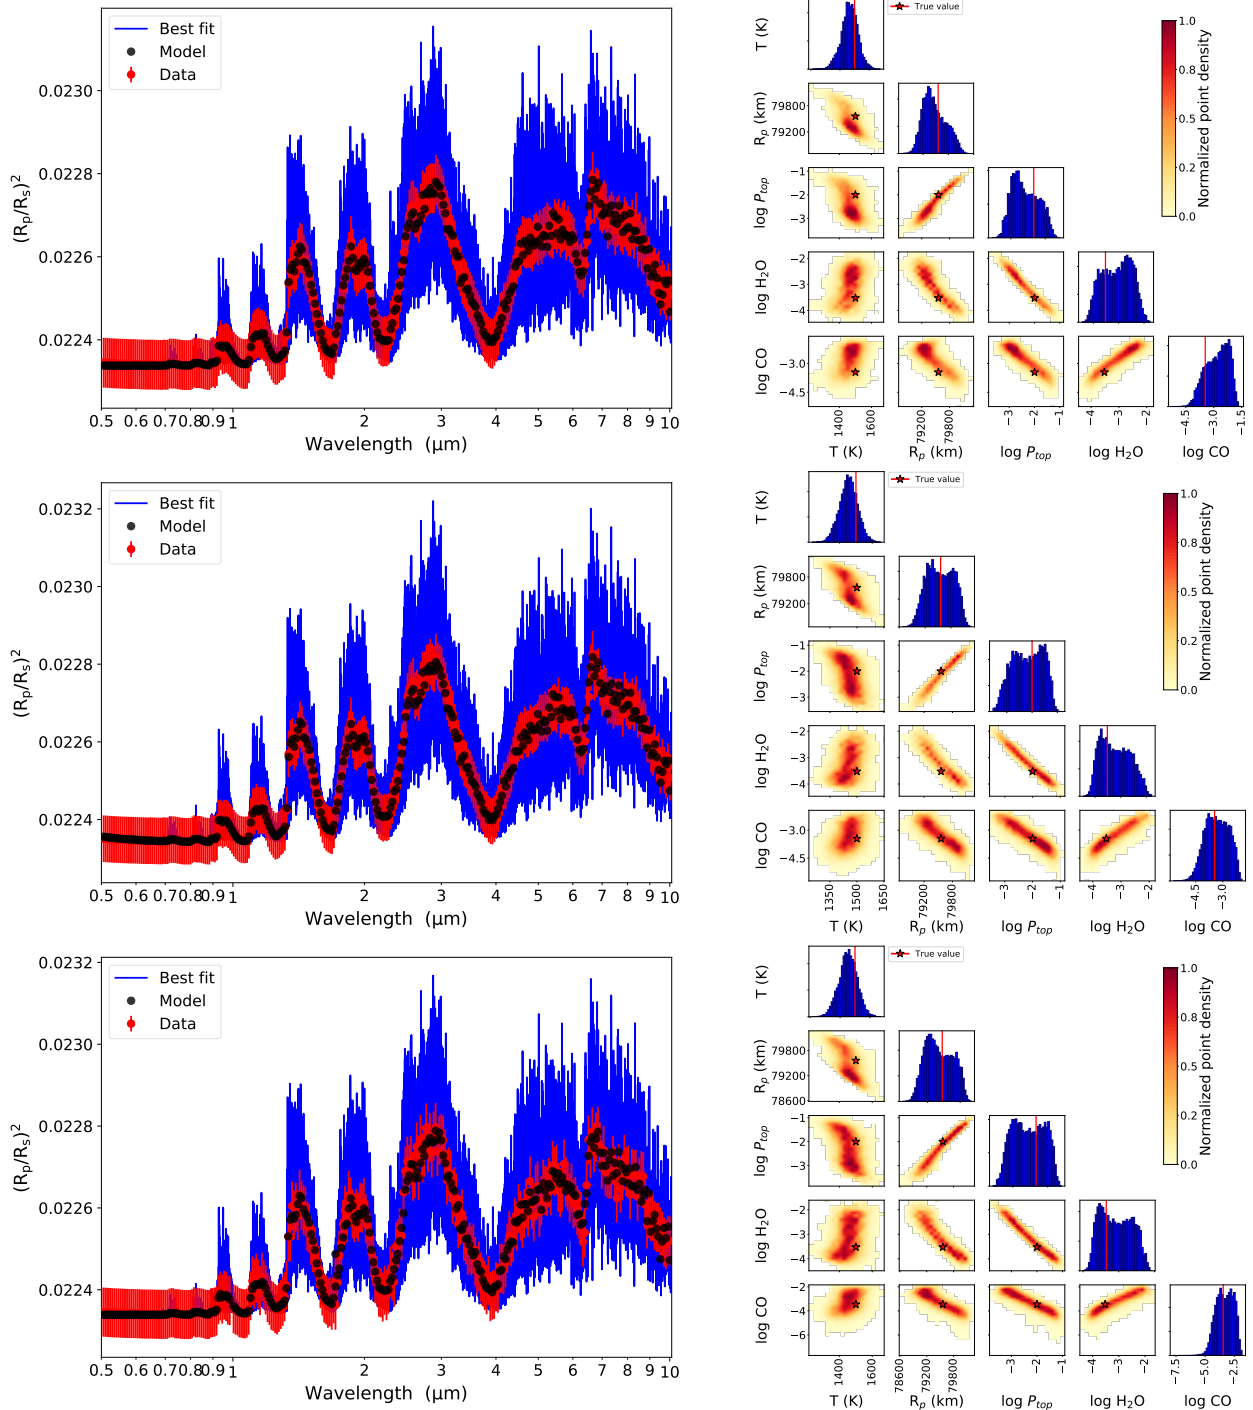 Best fit
Model
Data
(Rp/Rs)²
0.0230
0.0228
0.0226
0.0224
0.5 0.6 0.7 0.8 0.9 1 2 3 4 5 6 7 8 9 10
Wavelength (μm)
True value
T (K)
Rp (km)
79800
79200
log Ptop
−1
−2
−3
log H₂O
−2
−3
−4
log CO
−3.0
−4.5
1400 1600
79200 79800
−3 −2 −1
−4 −3 −2
−4.5 −3.0 −1.5
T (K) Rp (km) log Ptop log H₂O log CO
1.0
0.8
0.5
0.2
0.0
Normalized point density
Best fit
Model
Data
(Rp/Rs)²
0.0232
0.0230
0.0228
0.0226
0.0224
0.5 0.6 0.7 0.8 0.9 1 2 3 4 5 6 7 8 9 10
Wavelength (μm)
True value
T (K)
Rp (km)
79800
79200
log Ptop
−1
−2
−3
log H₂O
−2
−3
−4
log CO
−3.0
−4.5
1350 1500 1650
79200 79800
−3 −2 −1
−4 −3 −2
−4.5 −3.0
T (K) Rp (km) log Ptop log H₂O log CO
1.0
0.8
0.5
0.2
0.0
Normalized point density
Best fit
Model
Data
(Rp/Rs)²
0.0232
0.0230
0.0228
0.0226
0.0224
0.5 0.6 0.7 0.8 0.9 1 2 3 4 5 6 7 8 9 10
Wavelength (μm)
True value
T (K)
Rp (km)
79800
79200
78600
log Ptop
−1
−2
−3
log H₂O
−2
−3
−4
log CO
−2
−4
−6
1400 1600
78600 79200 79800
−3 −2 −1
−4 −3 −2
−7.5 −5.0 −2.5
T (K) Rp (km) log Ptop log H₂O log CO
1.0
0.8
0.5
0.2
0.0
Normalized point density